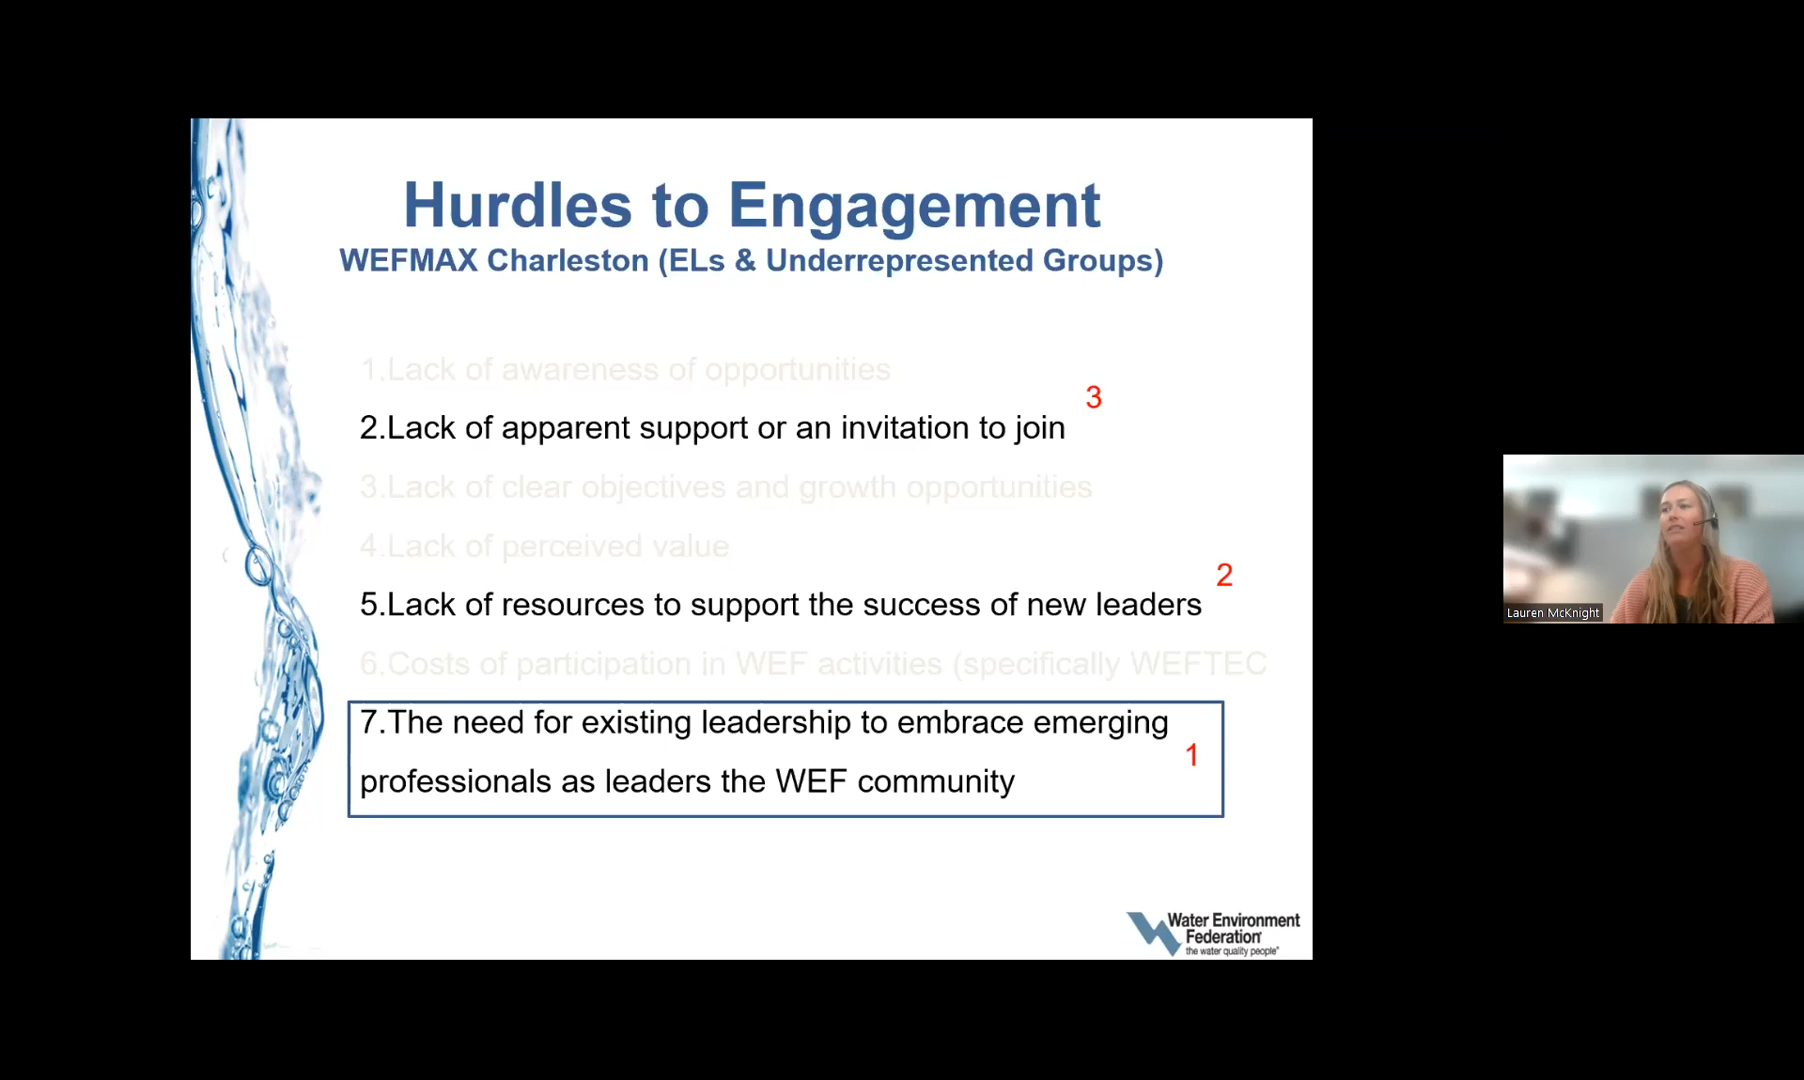 Hurdles to Engagement
WEFMAX Charleston (ELs & Underrepresented Groups)
1.Lack of awareness of opportunities
3
2.Lack of apparent support or an invitation to join
3.Lack of clear objectives and growth opportunities
4.Lack of perceived value
2
5.Lack of resources to support the success of new leaders
6.Costs of participation in WEF activities (specifically WEFTEC
7.The need for existing leadership to embrace emerging
1
professionals as leaders the WEF community
Water Environment
Federation®
the water quality people®
Lauren McKnight